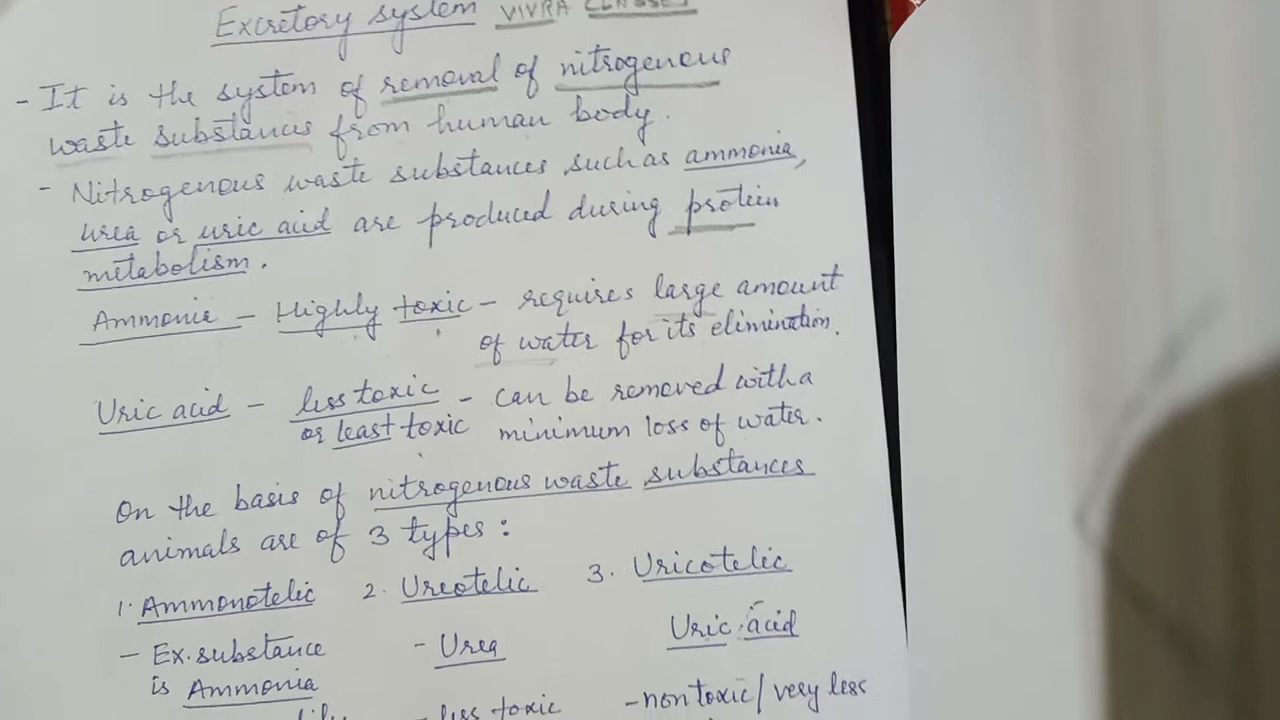 Excretory system VIVRA CLASSES
- It is the system of removal of nitrogenous
waste substances from human body.
- Nitrogenous waste substances such as ammonia,
urea or uric acid are produced during protein
metabolism.
Ammonia - Highly toxic - requires large amount
of water for its elimination.
Uric acid - less toxic - can be removed with a
or least toxic minimum loss of water.
On the basis of nitrogenous waste substances
animals are of 3 types:
1. Ammonotelic 2. Ureotelic 3. Uricotelic
- Ex. substance - Urea Uric acid
is Ammonia
- less toxic - non toxic/very less